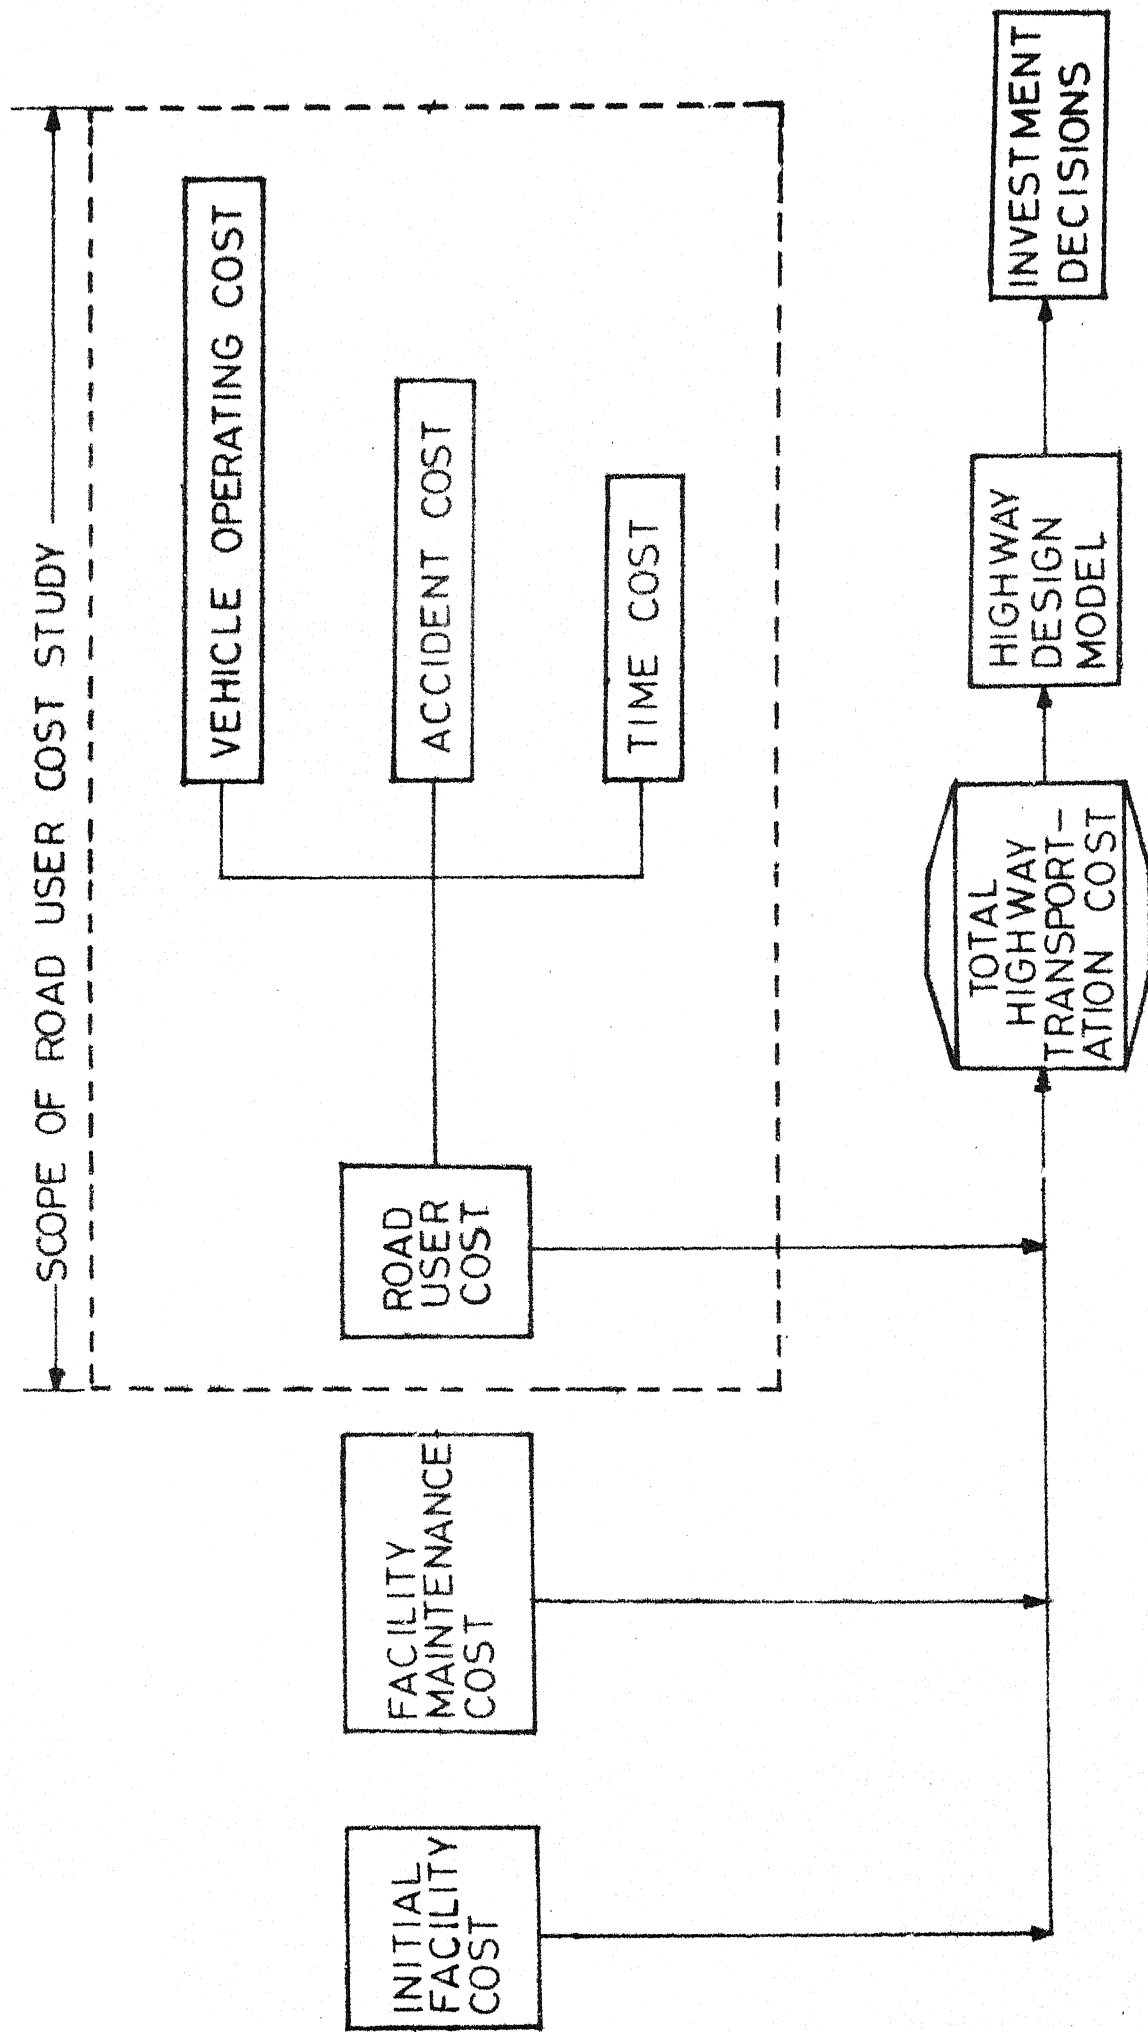 SCOPE OF ROAD USER COST STUDY
VEHICLE OPERATING COST
ACCIDENT COST
TIME COST
ROAD
USER
COST
FACILITY
MAINTENANCE
COST
INITIAL
FACILITY
COST
TOTAL
HIGHWAY
TRANSPORT-
ATION COST
HIGHWAY
DESIGN
MODEL
INVESTMENT
DECISIONS